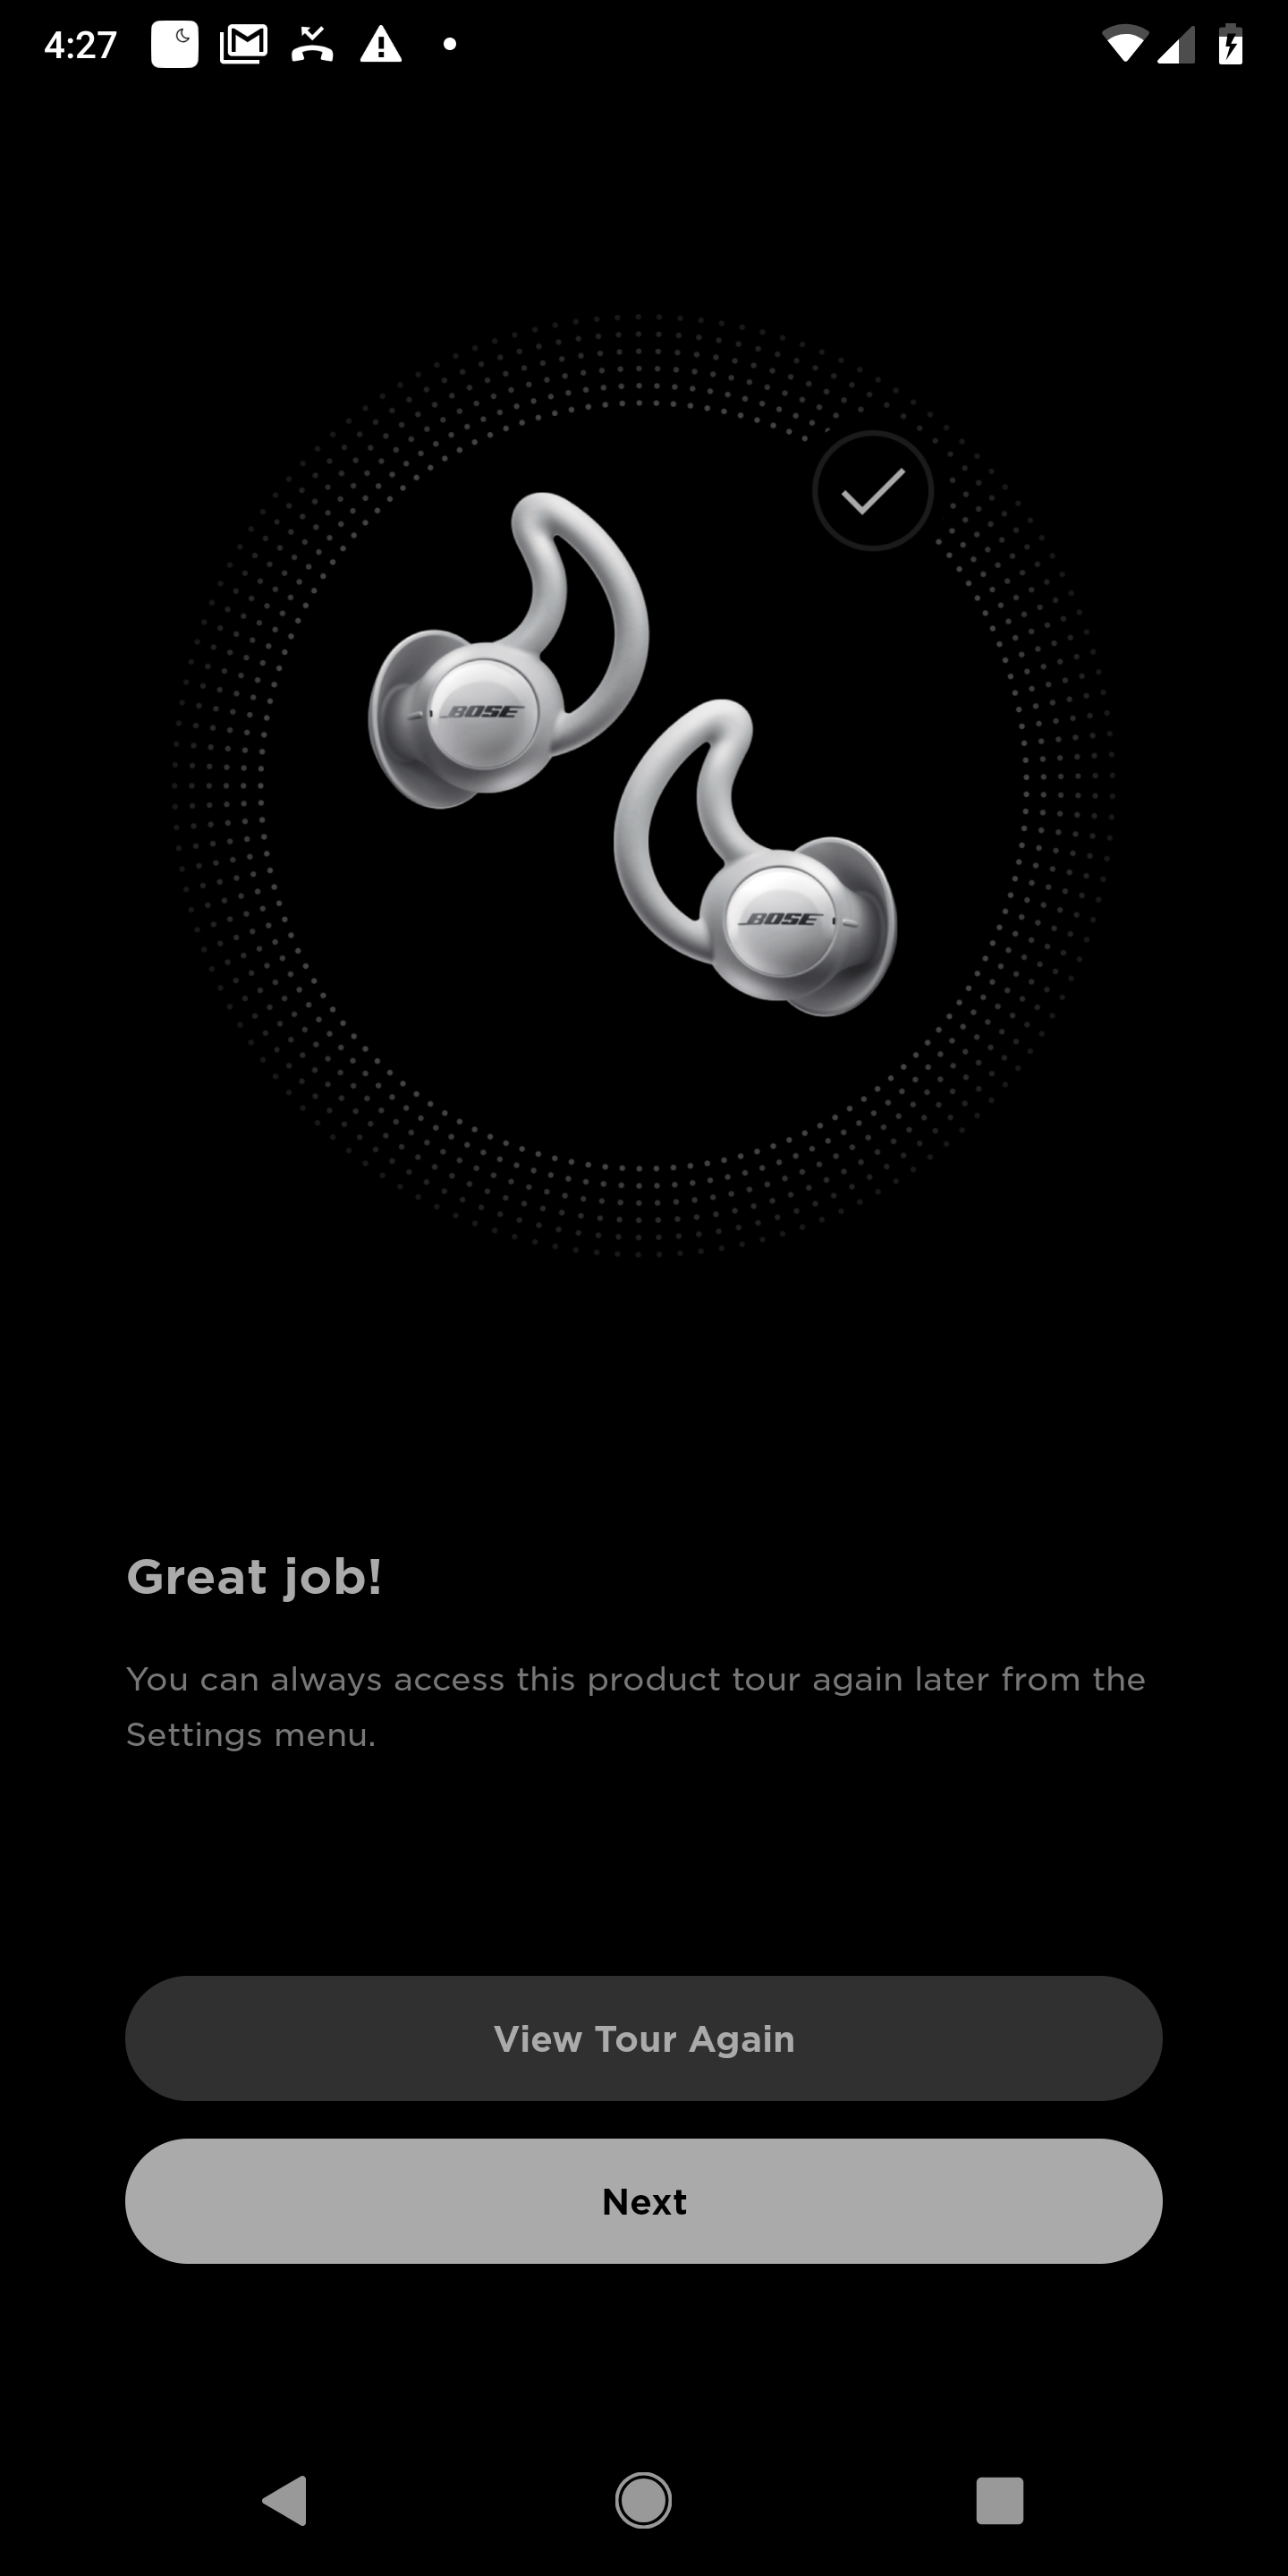 4:27
BOSE
BOSE
Great job!
You can always access this product tour again later from the
Settings menu.
View Tour Again
Next